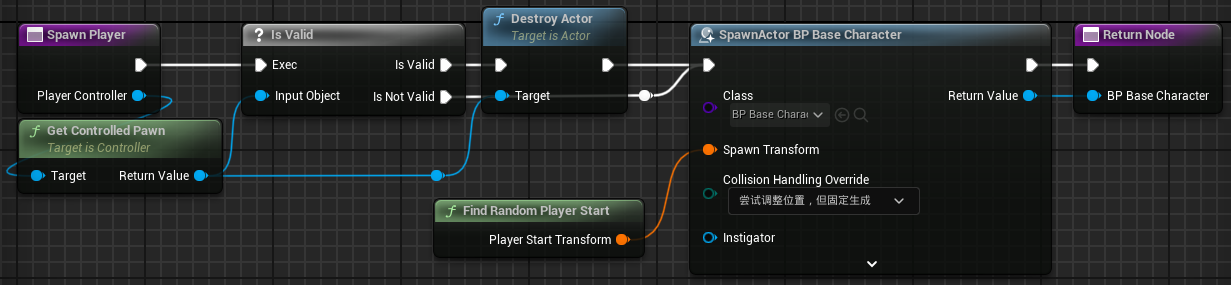 Spawn Player
Player Controller
Get Controlled Pawn
Target is Controller
Target
Return Value
? Is Valid
Exec
Is Valid
Input Object
Is Not Valid
Destroy Actor
Target is Actor
Target
Find Random Player Start
Player Start Transform
SpawnActor BP Base Character
Class
BP Base Charac
Return Value
Spawn Transform
Collision Handling Override
尝试调整位置，但固定生成
Instigator
Return Node
BP Base Character